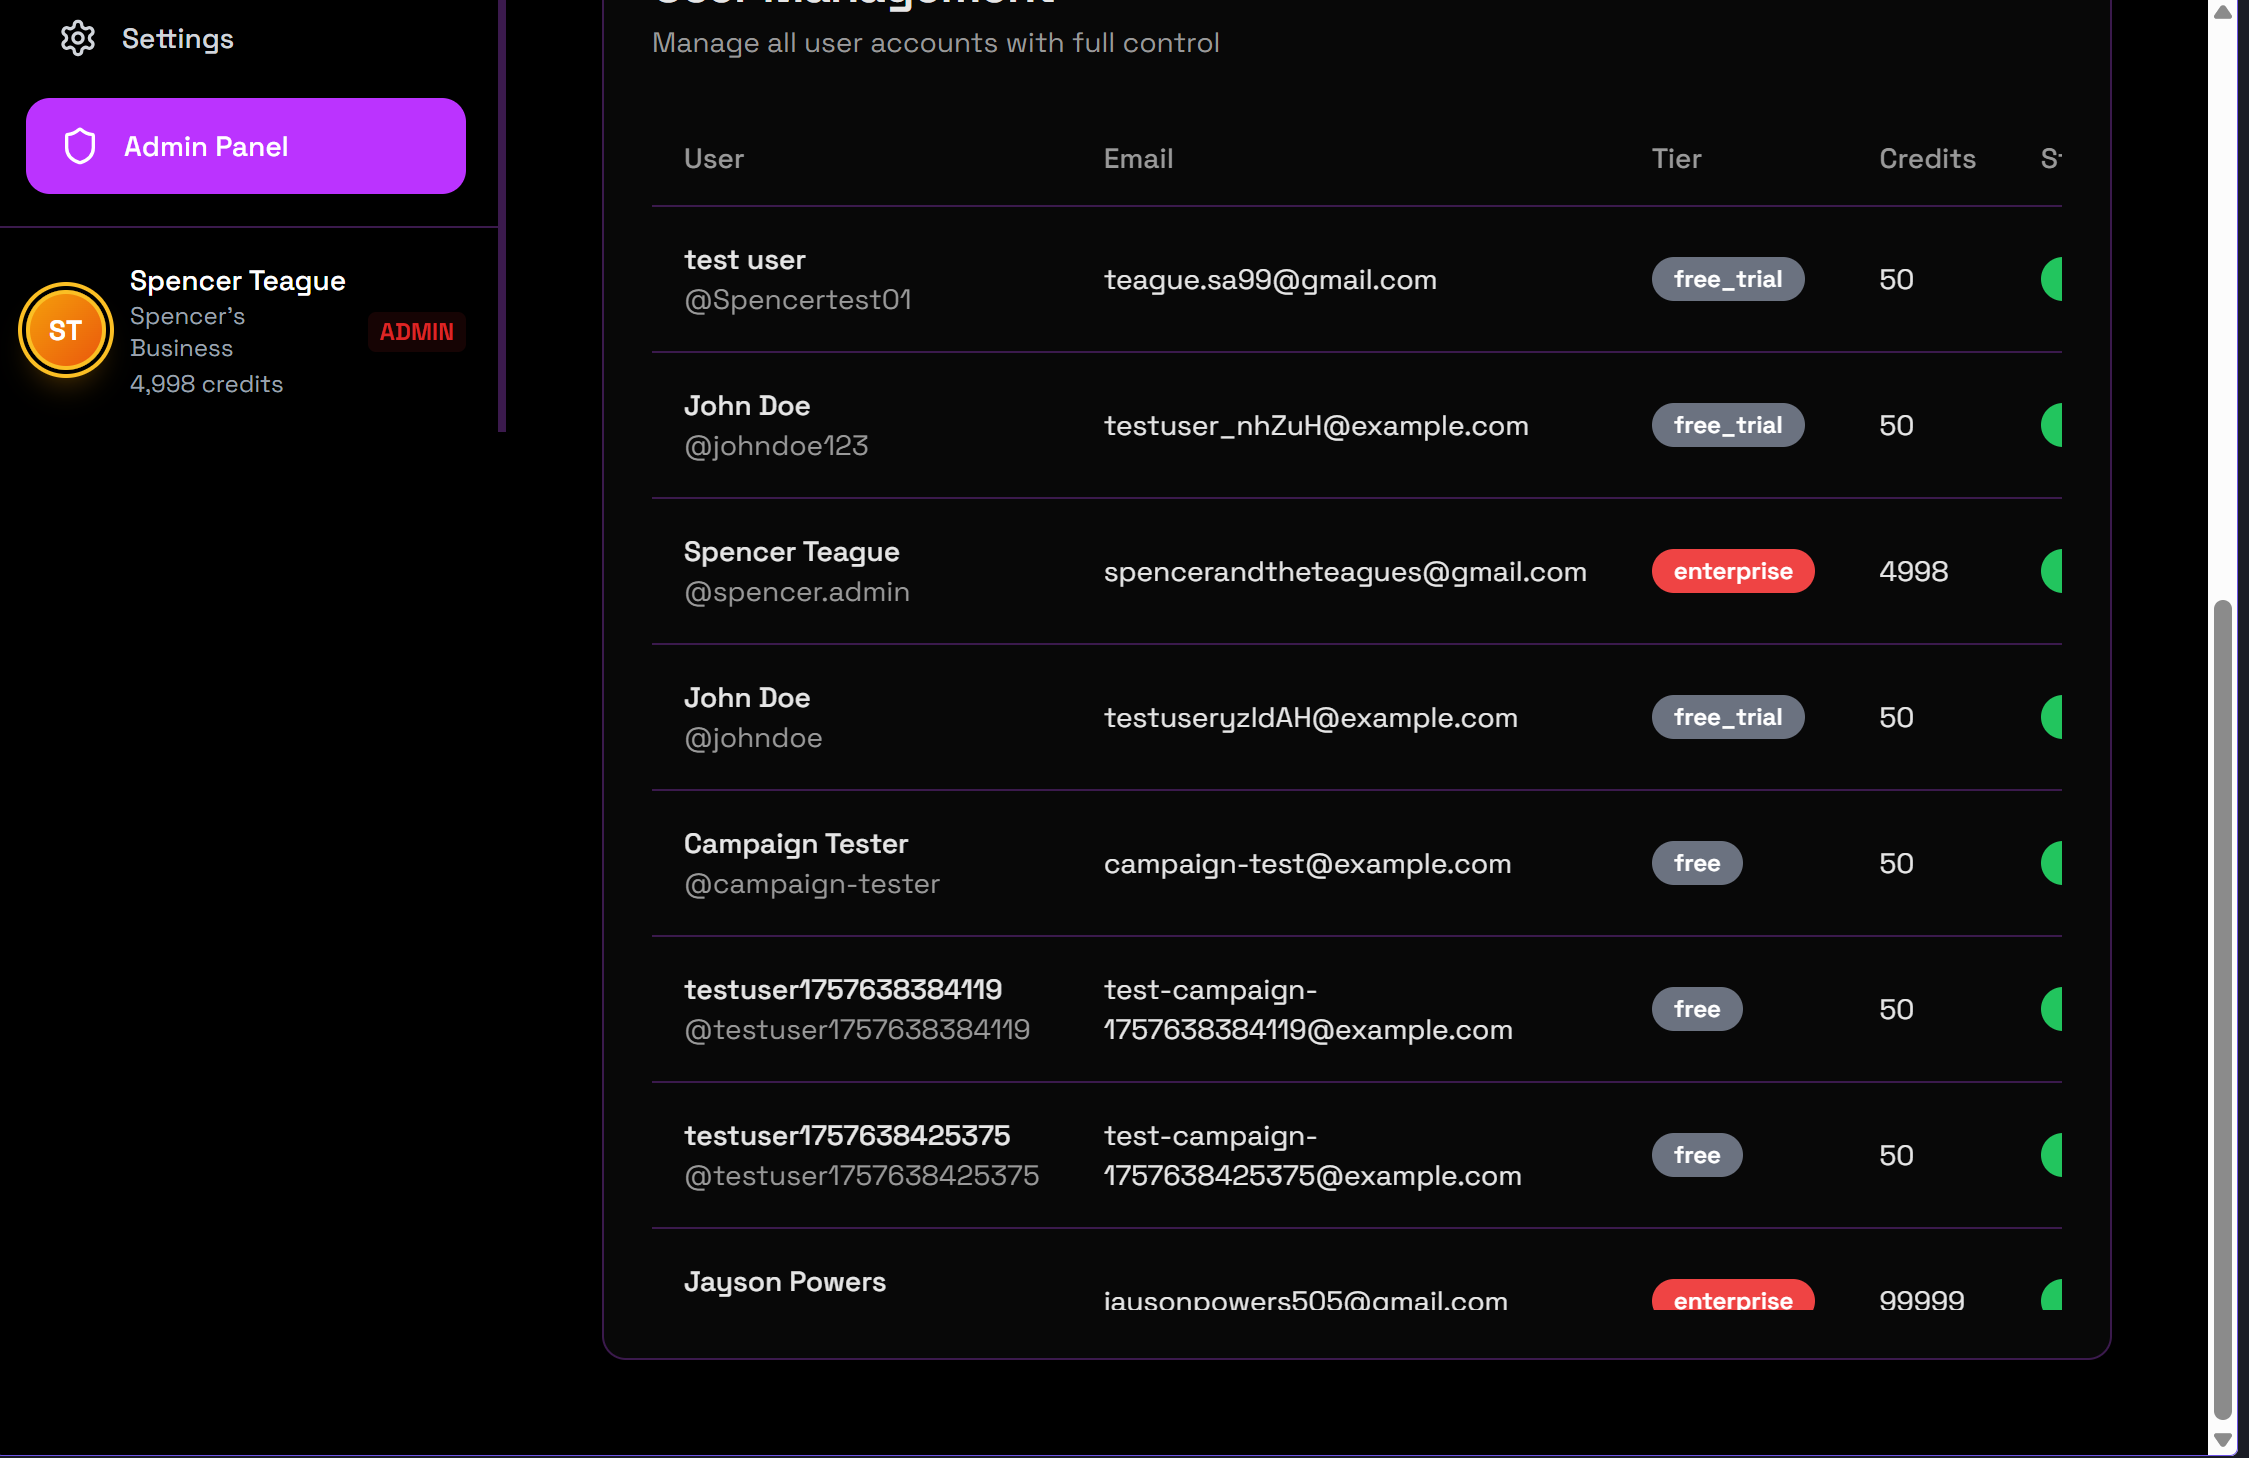 Settings
Admin Panel
Spencer Teague
Spencer's
Business
4,998 credits
ST
ADMIN
User Management
Manage all user accounts with full control
User Email Tier Credits St
test user
@Spencertest01
teague.sa99@gmail.com free_trial 50
John Doe
@johndoe123
testuser_nhZuH@example.com free_trial 50
Spencer Teague
@spencer.admin
spencerandtheteagues@gmail.com enterprise 4998
John Doe
@johndoe
testuseryzldAH@example.com free_trial 50
Campaign Tester
@campaign-tester
campaign-test@example.com free 50
testuser1757638384119
@testuser1757638384119
test-campaign-
1757638384119@example.com free 50
testuser1757638425375
@testuser1757638425375
test-campaign-
1757638425375@example.com free 50
Jayson Powers
jaysonpowers505@gmail.com enterprise 99999